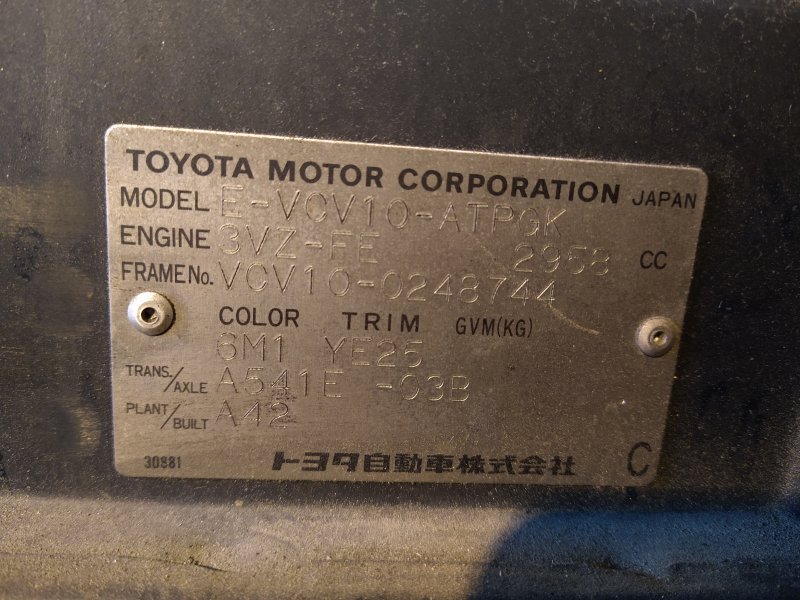 TOYOTA MOTOR CORPORATION JAPAN
MODEL E-VCV10-ATPGK
ENGINE 3VZ-FE 2958 CC
FRAME No. VCV10-0248744
COLOR TRIM GVM(KG)
6M1 YE25
TRANS./AXLE A541E -03B
PLANT/BUILT A42
30881 トヨタ自動車株式会社 C